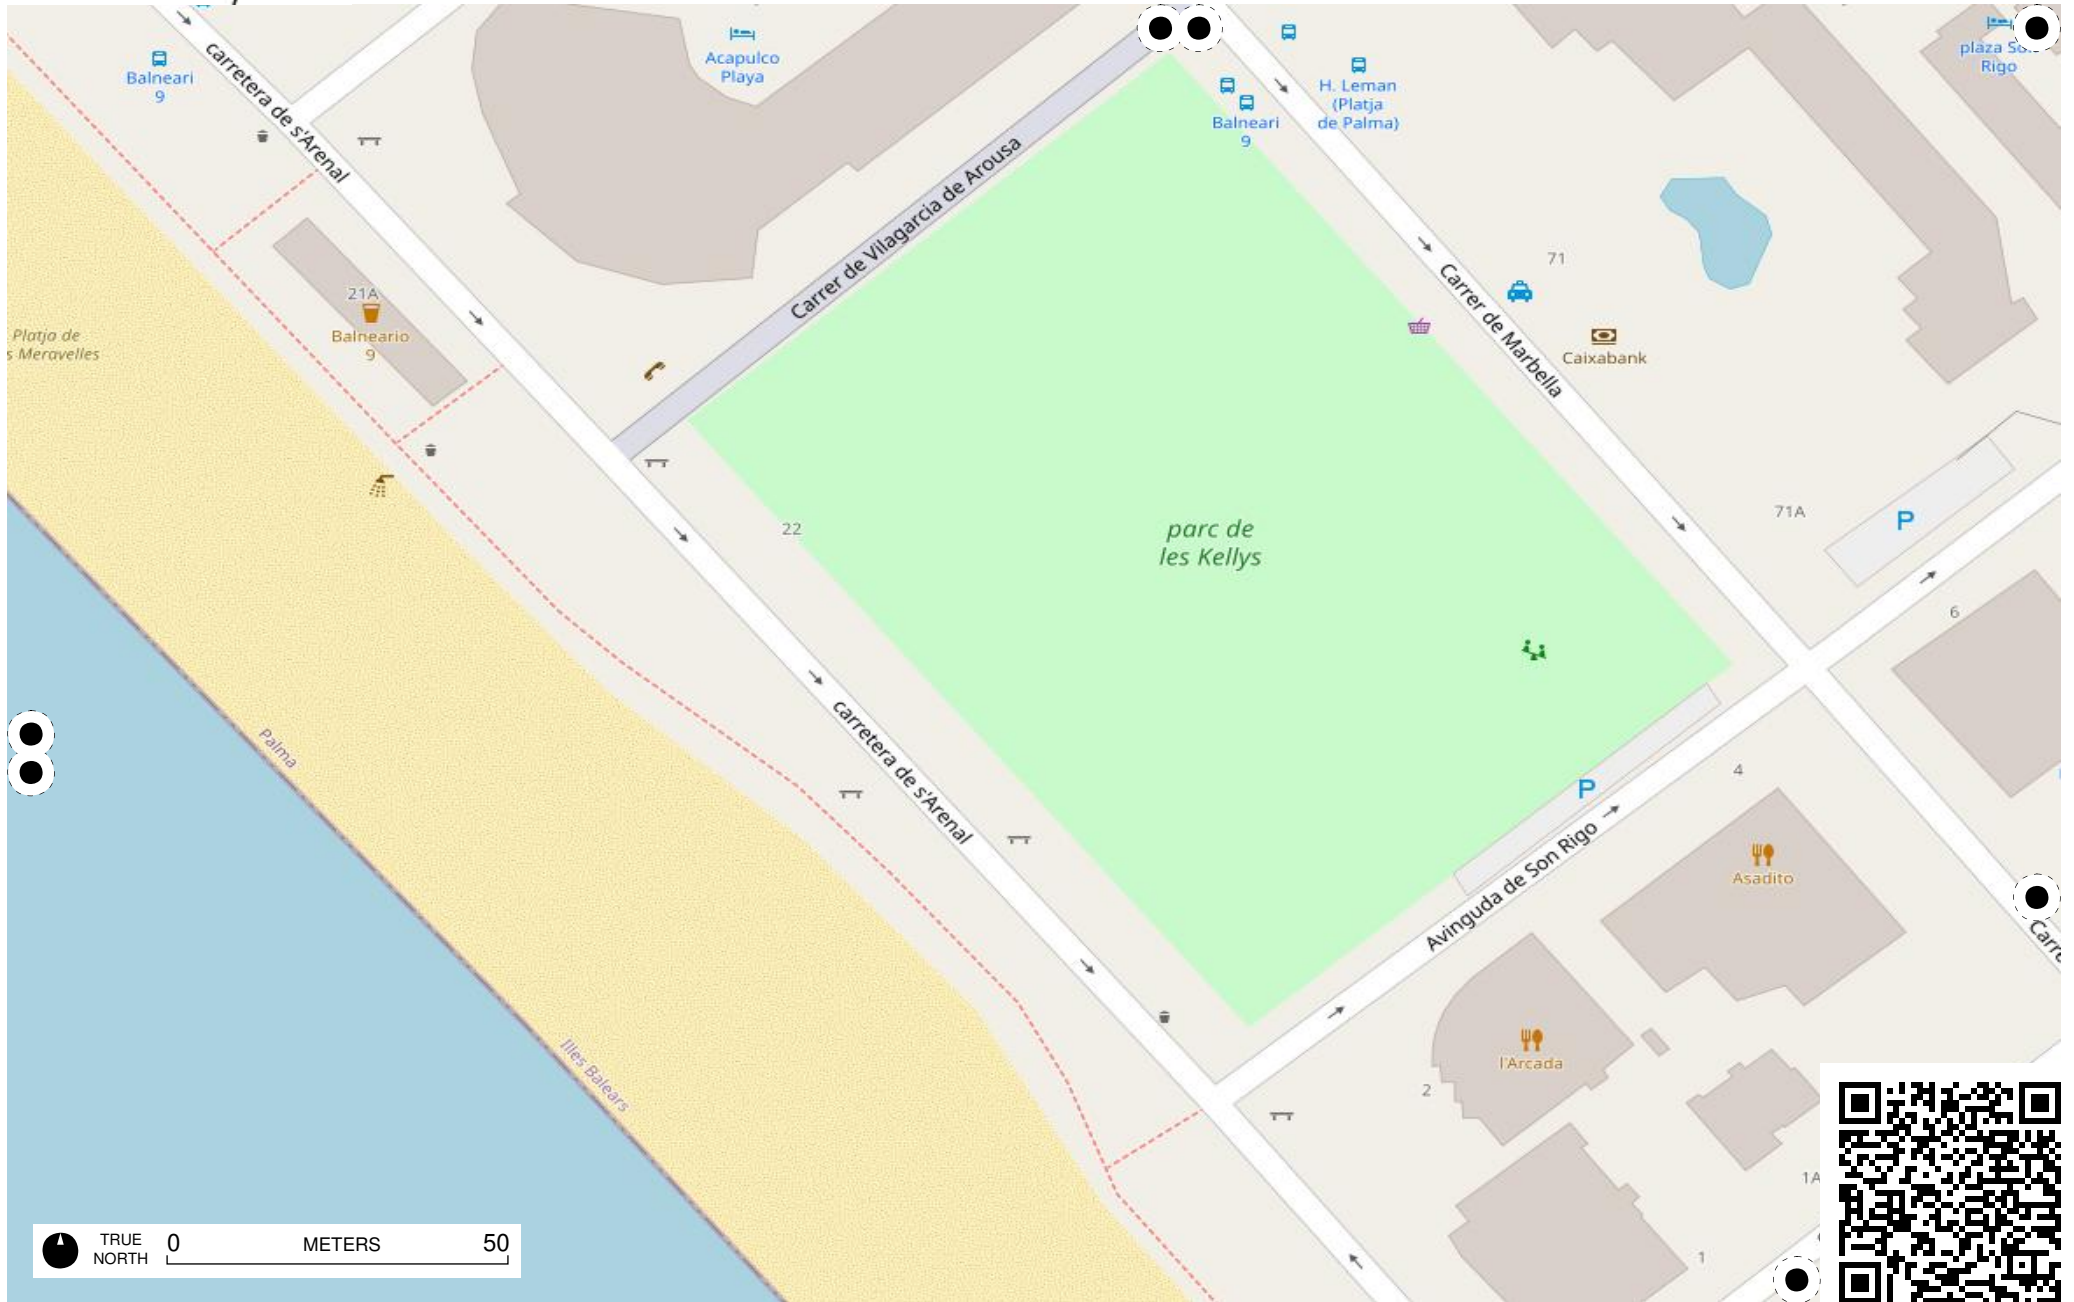 carretera de s'Arenal
Balneari
9
Acapulco
Playa
Balneari
9
H. Leman
(Platja
de Palma)
Rigo
Carrer de Vilagarcia de Arousa
71
Carrer de Marbella
Caixabank
21A
Balneario
9
Platja de
s Meravelles
22
parc de
les Kellys
71A
P
6
Palma
carretera de s'Arenal
P
4
Avinguda de Son Rigo
Asadito
Carre
Illes Balears
l'Arcada
2
1A
1
TRUE
NORTH
0 METERS 50